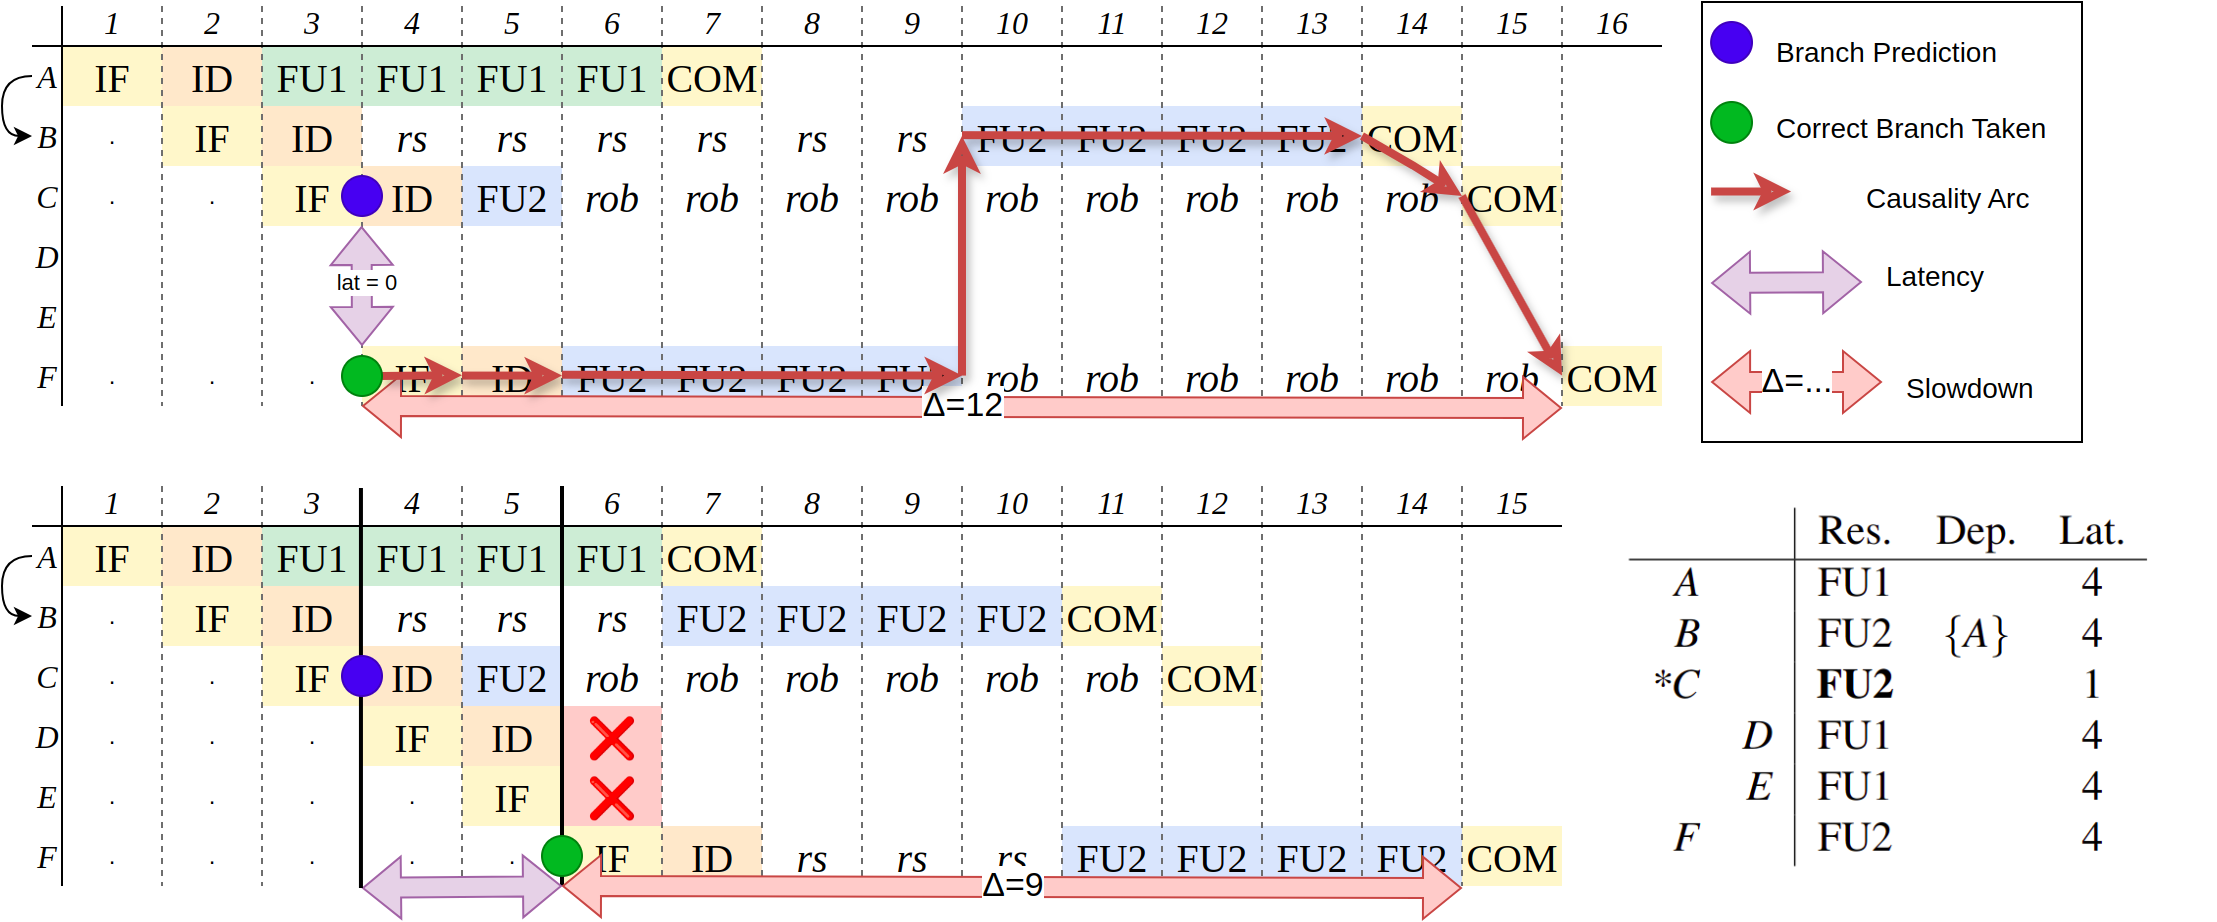 1 2 3 4 5 6 7 8 9 10 11 12 13 14 15 16
A IF ID FU1 FU1 FU1 FU1 COM
B . IF ID rs rs rs rs rs rs FU2 FU2 FU2 FU2 COM
C . . IF ID FU2 rob rob rob rob rob rob rob rob rob COM
D
lat = 0
E
F . . . IF ID FU2 FU2 FU2 FU2 rob rob rob rob rob rob COM
Δ=12
Branch Prediction
Correct Branch Taken
Causality Arc
Latency
Δ=... Slowdown
1 2 3 4 5 6 7 8 9 10 11 12 13 14 15
A IF ID FU1 FU1 FU1 FU1 COM
B . IF ID rs rs rs FU2 FU2 FU2 FU2 COM
C . . IF ID FU2 rob rob rob rob rob rob COM
D . . . IF ID
E . . . . IF
F . . . . . IF ID rs rs rs FU2 FU2 FU2 FU2 COM
Δ=9
Res. Dep. Lat.
A FU1 4
B FU2 {A} 4
*C FU2 1
D FU1 4
E FU1 4
F FU2 4